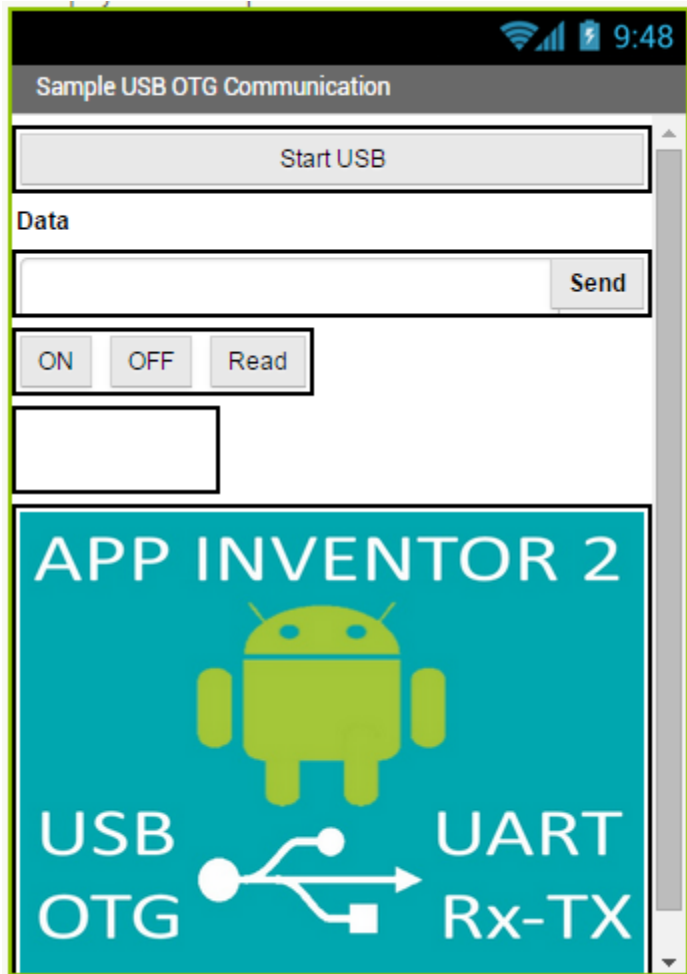 9:48
Sample USB OTG Communication
Start USB
Data
Send
ON OFF Read
APP INVENTOR 2
USB UART
OTG Rx-TX